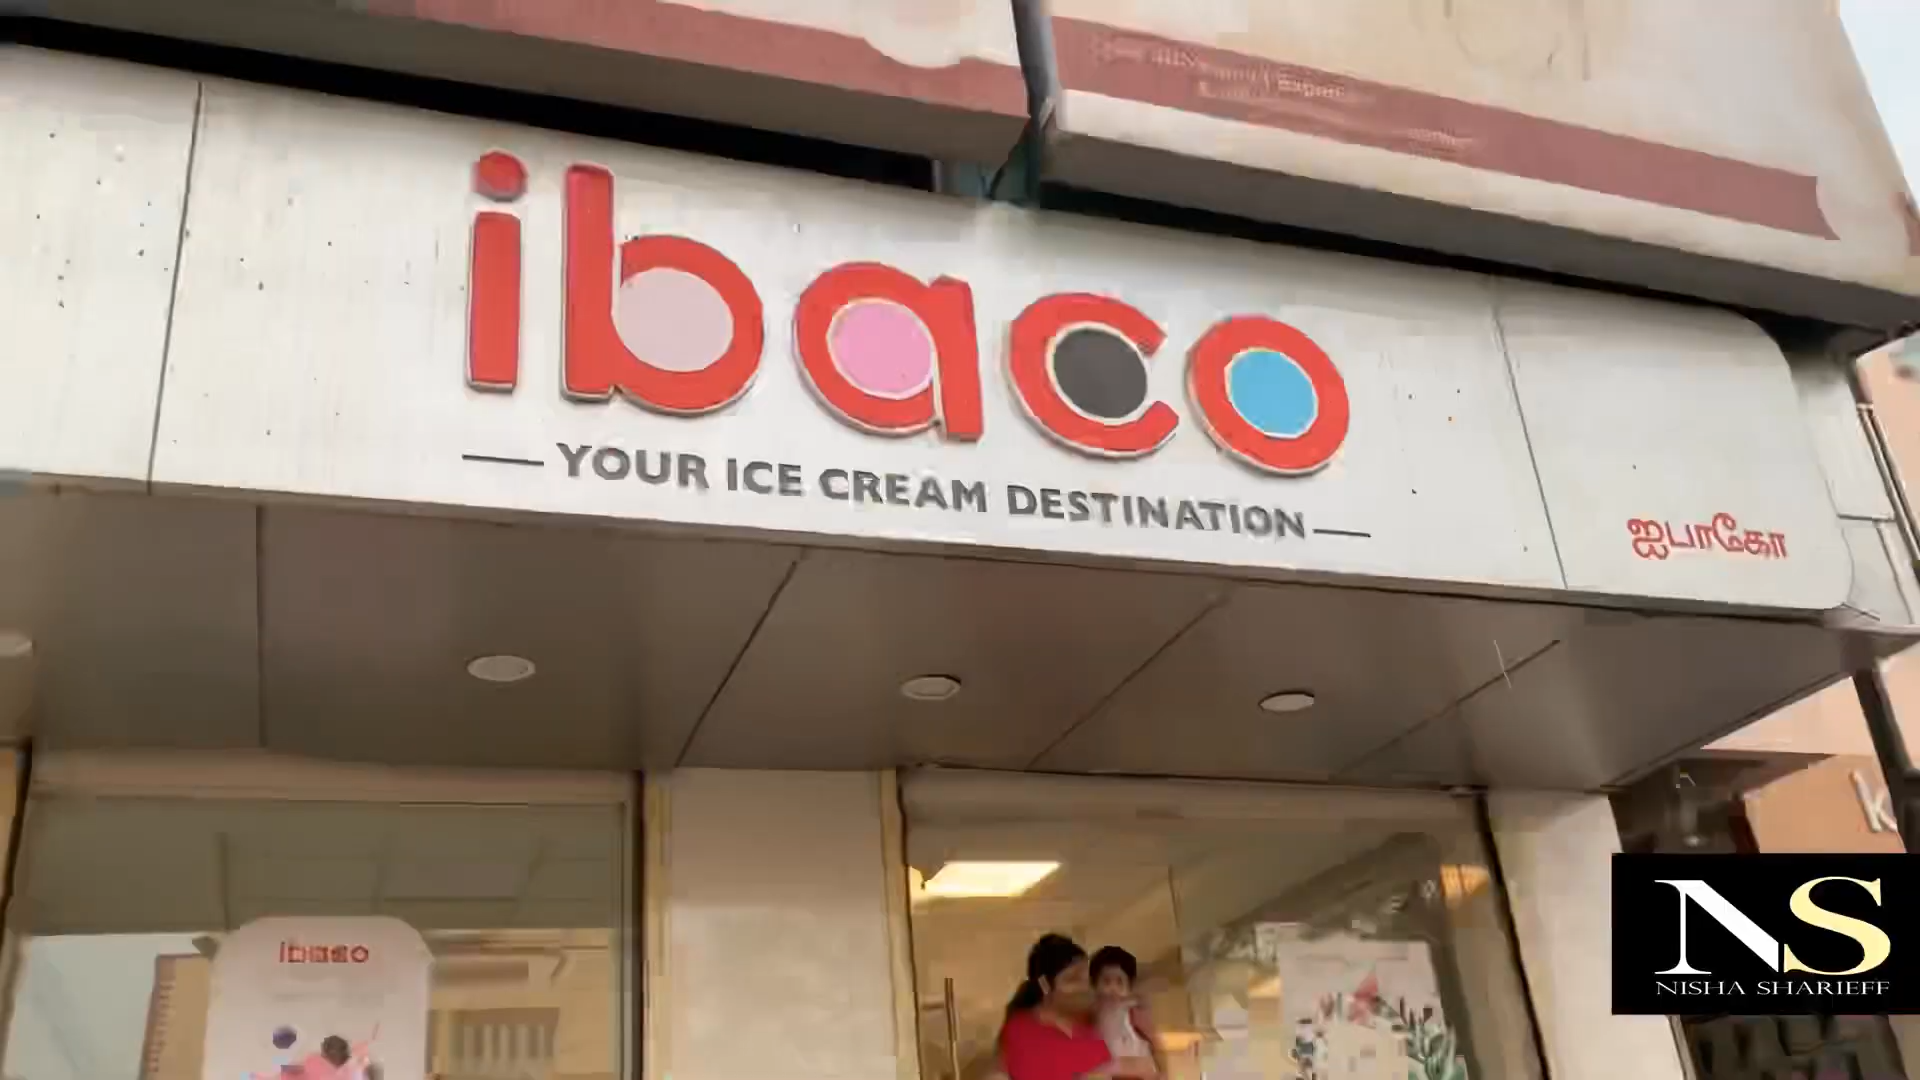 ibaco
YOUR ICE CREAM DESTINATION
ஐபாகோ
ibaco
NS
NISHA SHARIEFF